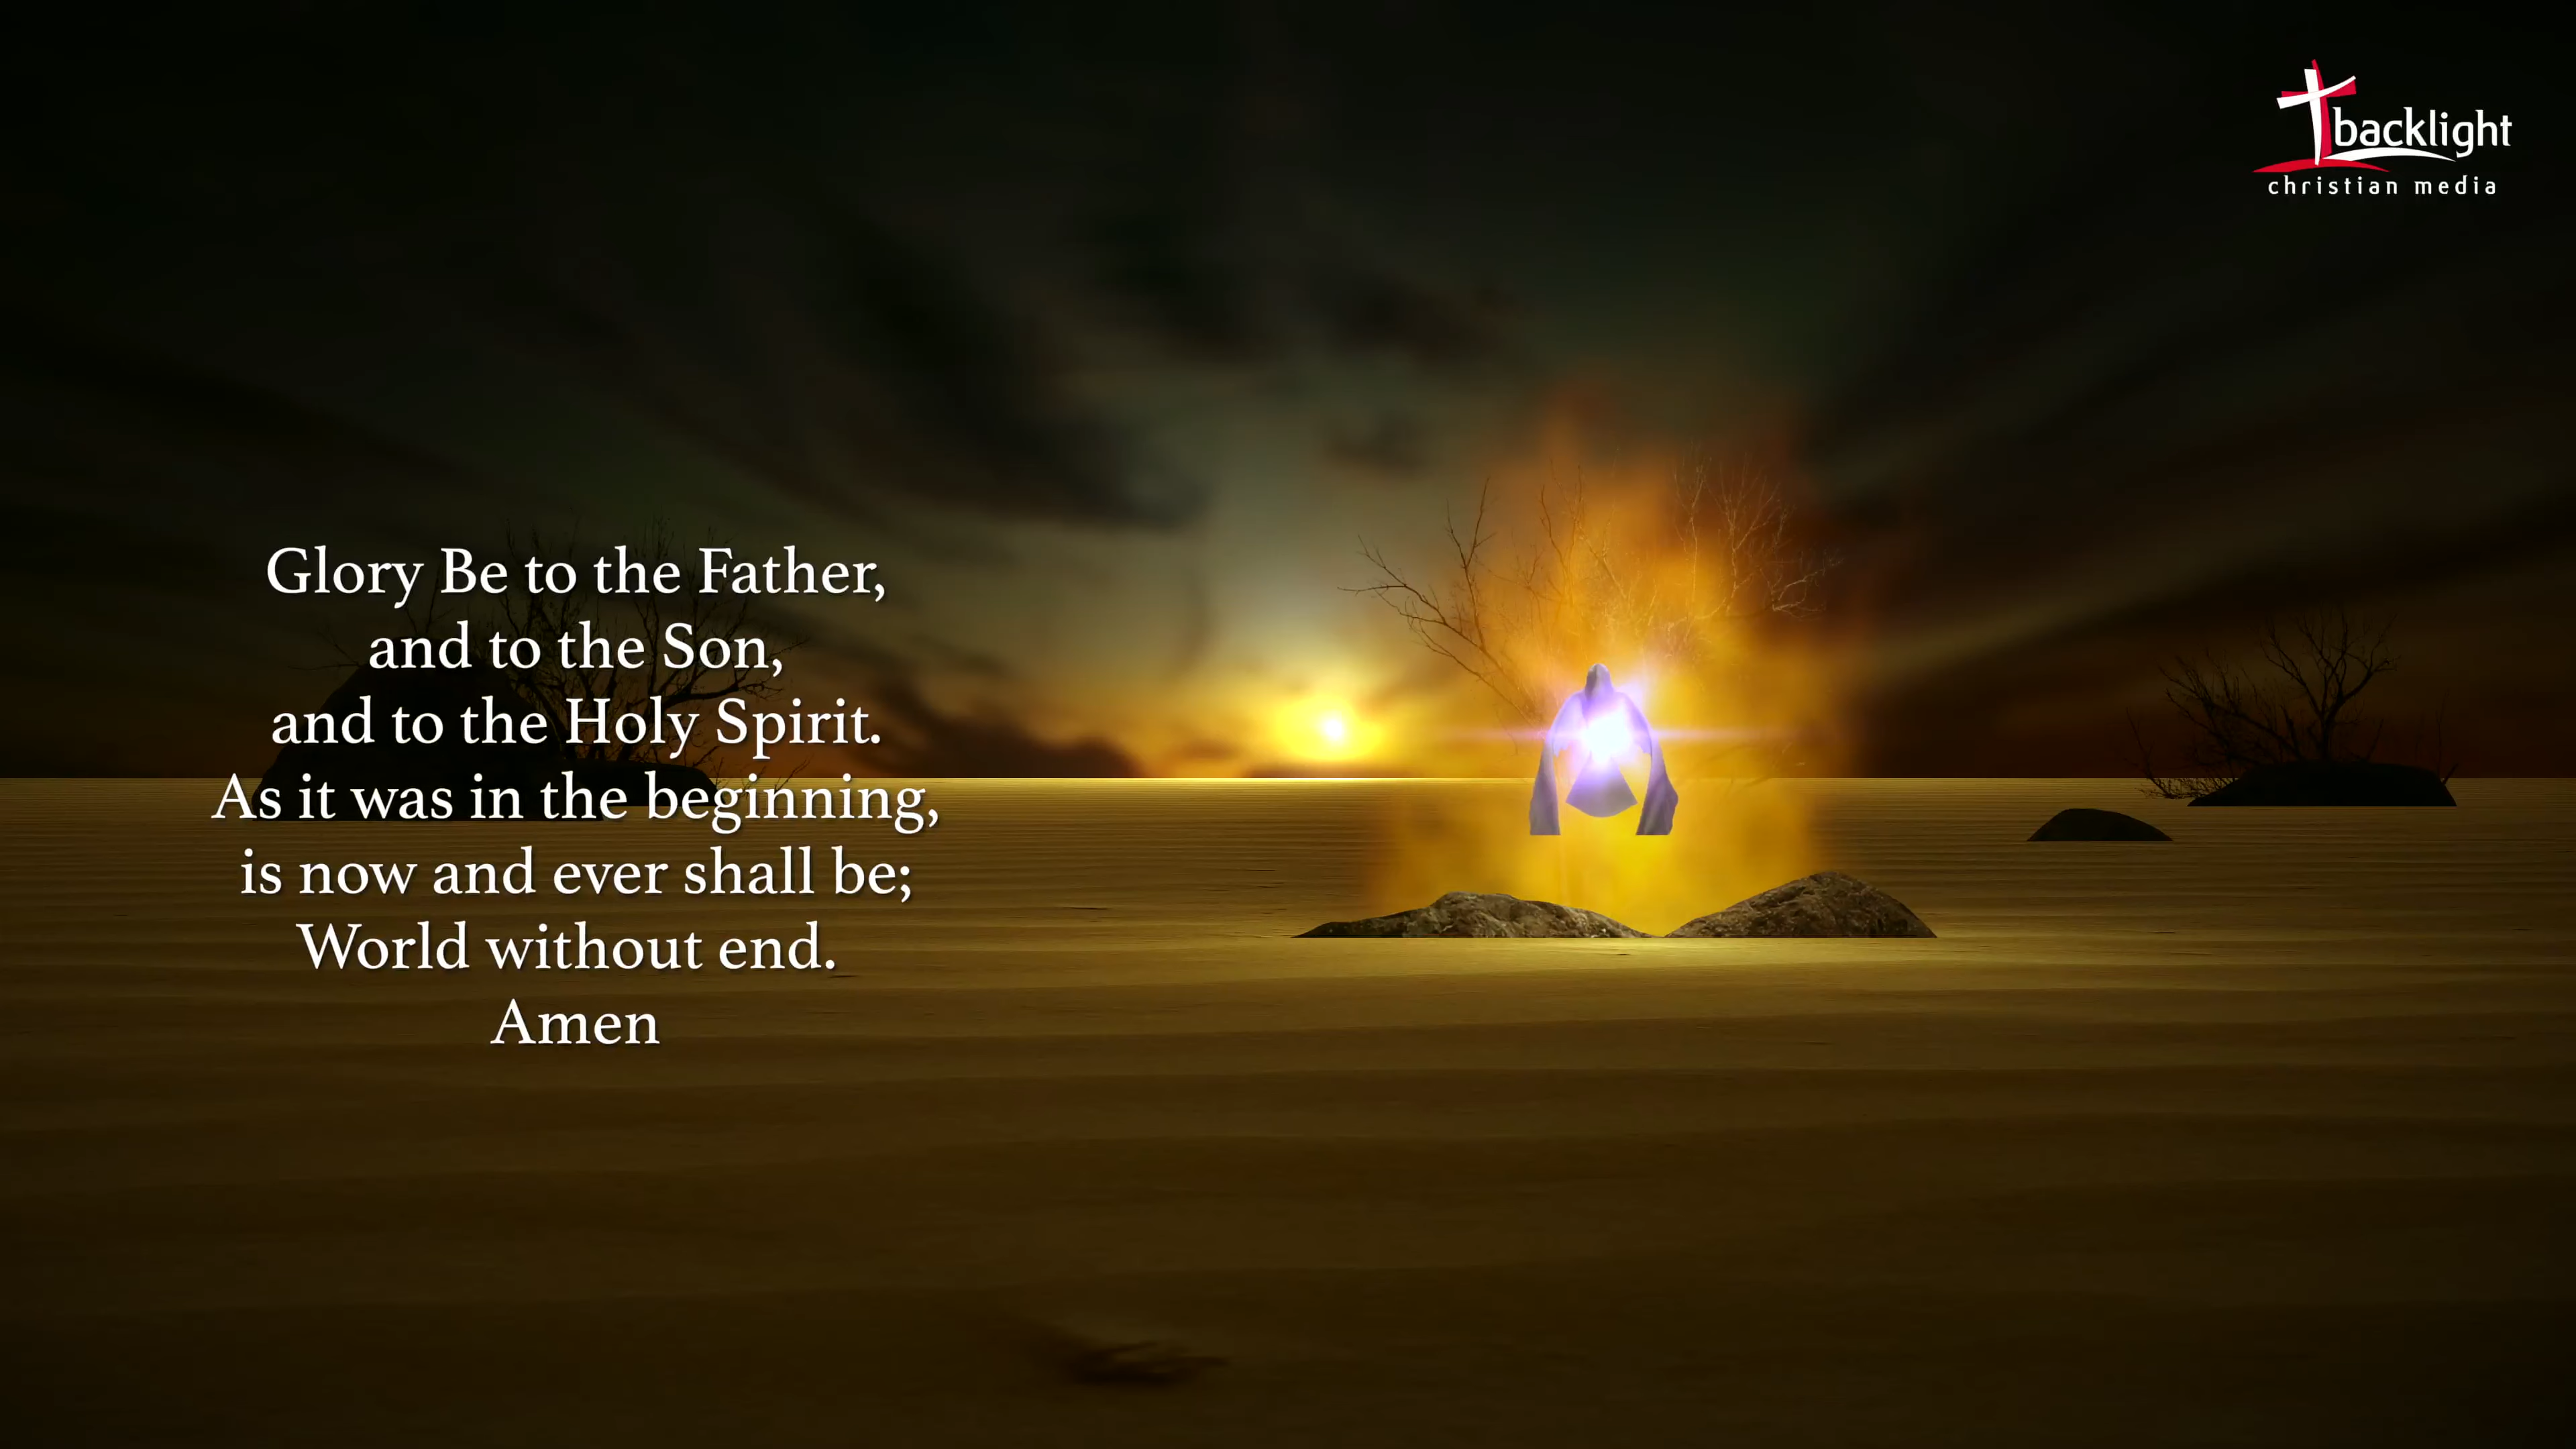 backlight
christian media
Glory Be to the Father,
and to the Son,
and to the Holy Spirit.
As it was in the beginning,
is now and ever shall be;
World without end.
Amen